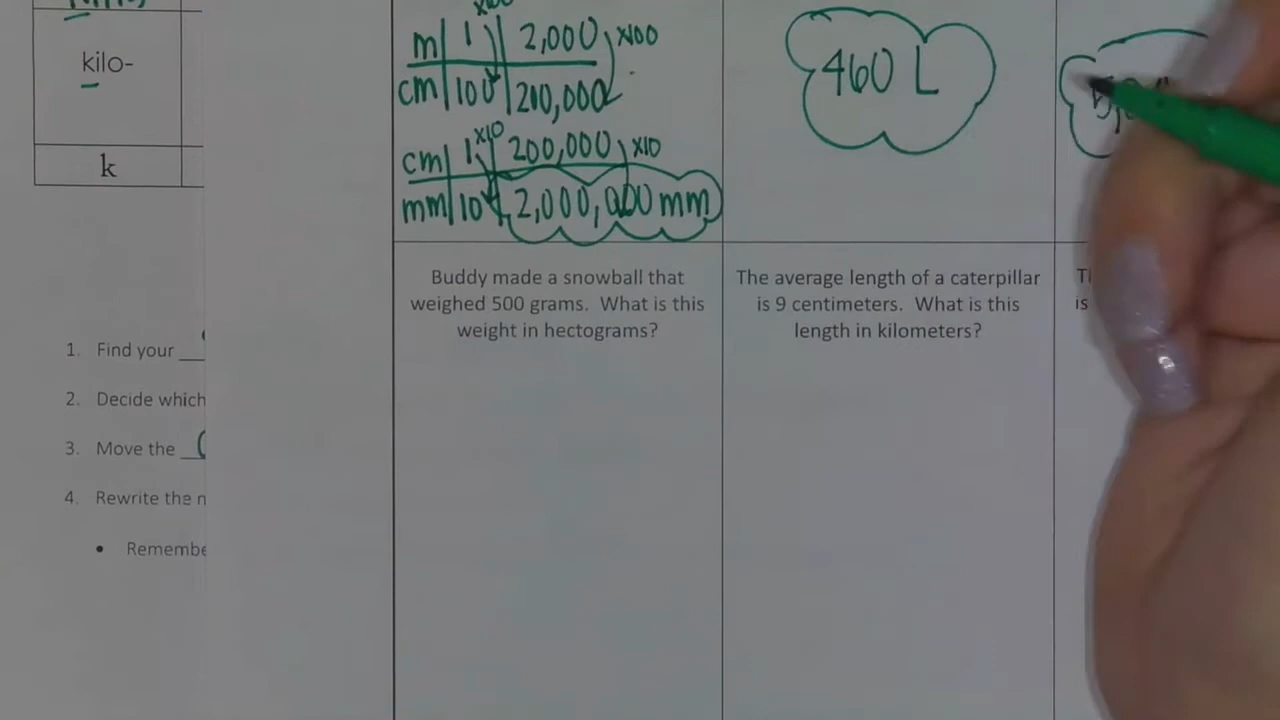 kilo-
k
x100
m 1 2,000 x100
cm 100 200,000
x10
cm 1 200,000 x10
mm 10 2,000,000 mm
460 L
Buddy made a snowball that
weighed 500 grams. What is this
weight in hectograms?
The average length of a caterpillar
is 9 centimeters. What is this
length in kilometers?
is
1. Find your
2. Decide which
3. Move the
4. Rewrite the
• Remembe